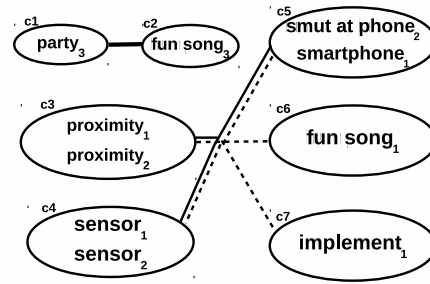 c1
party3
c2
fun song3
c3
proximity1
proximity2
c4
sensor1
sensor2
c5
smut at phone2
smartphone1
c6
fun song1
c7
implement1